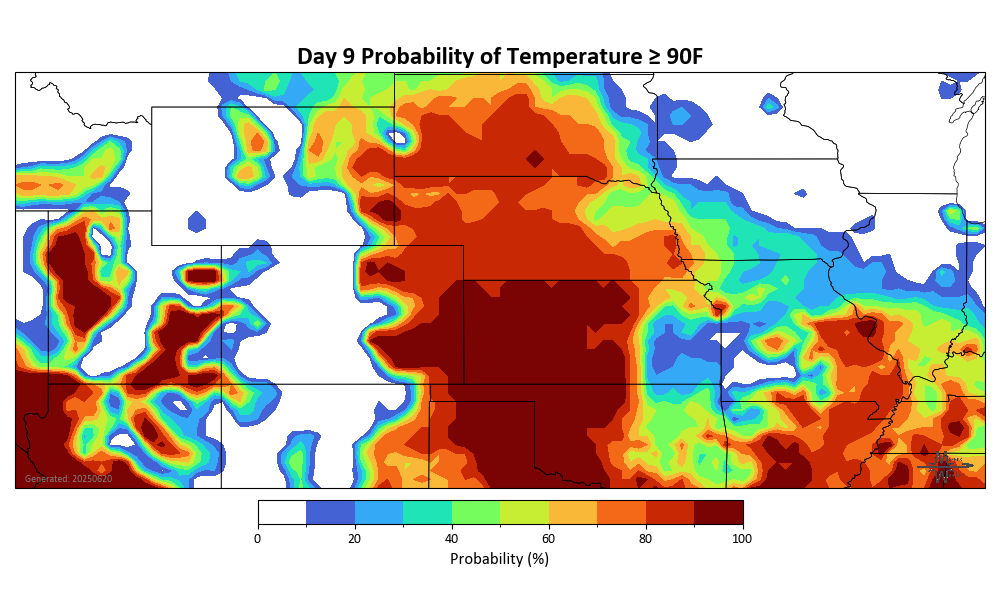 Day 9 Probability of Temperature ≥ 90F
Generated: 20250620
0 20 40 60 80 100
Probability (%)